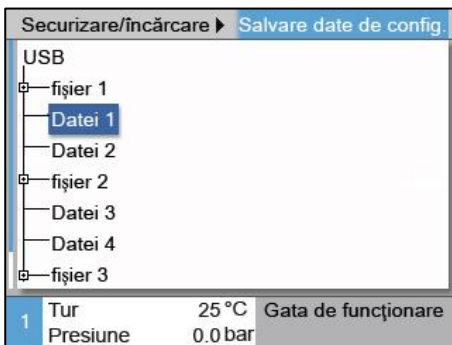 Securizare/încărcare Salvare date de config.
USB
fişier 1
Datei 1
Datei 2
fişier 2
Datei 3
Datei 4
fişier 3
1 Tur 25 °C Gata de funcţionare
Presiune 0.0 bar